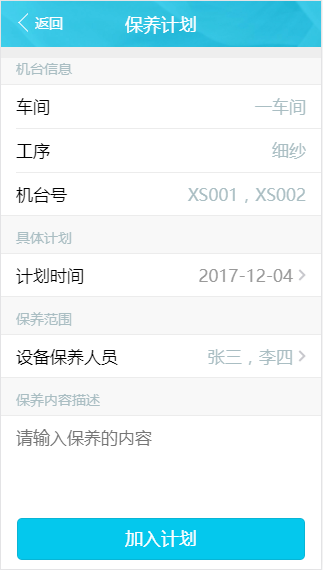 返回 保养计划
机台信息
车间 一车间
工序 细纱
机台号 XS001，XS002
具体计划
计划时间 2017-12-04
保养范围
设备保养人员 张三，李四
保养内容描述
请输入保养的内容
加入计划